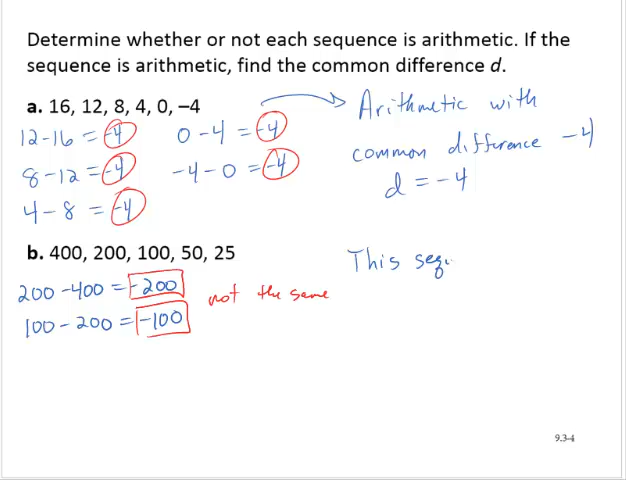 Determine whether or not each sequence is arithmetic. If the
sequence is arithmetic, find the common difference d.
a. 16, 12, 8, 4, 0, –4
12-16 = -4
0-4 = -4
8-12 = -4
-4-0 = -4
4-8 = -4
Arithmetic with
common difference -4
d = -4
b. 400, 200, 100, 50, 25
200-400 = -200
100-200 = -100
not the same
This seq
9.3-4